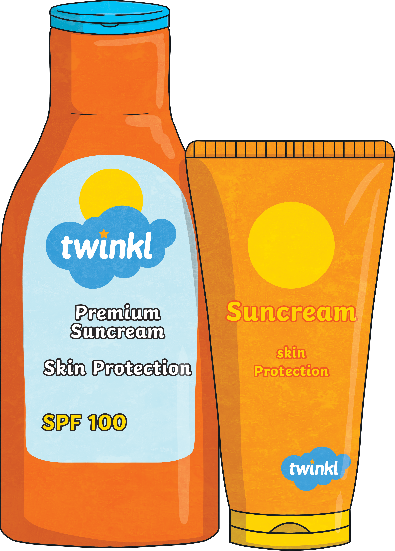 twinkl
Premium
Suncream
Skin Protection
SPF 100
Suncream
skin
Protection
twinkl